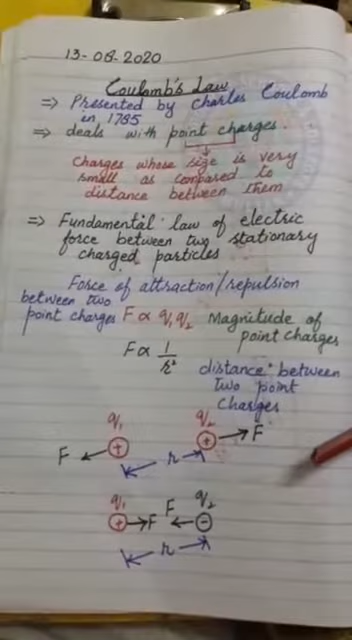 13-08-2020
Coulomb's Law
⇒ Presented by Charles Coulomb
in 1785
⇒ deals with point charges.
Charges whose size is very
small as compared to
distance between them
⇒ Fundamental law of electric
force between two stationary
charged particles
Force of attraction/repulsion
between two
point charges F ∝ q₁q₂ Magnitude of
point charges
F ∝ 1/r²
distance between
two point
charges
q₁ q₂
F + + F
r
q₁ F F q₂
+ −
r